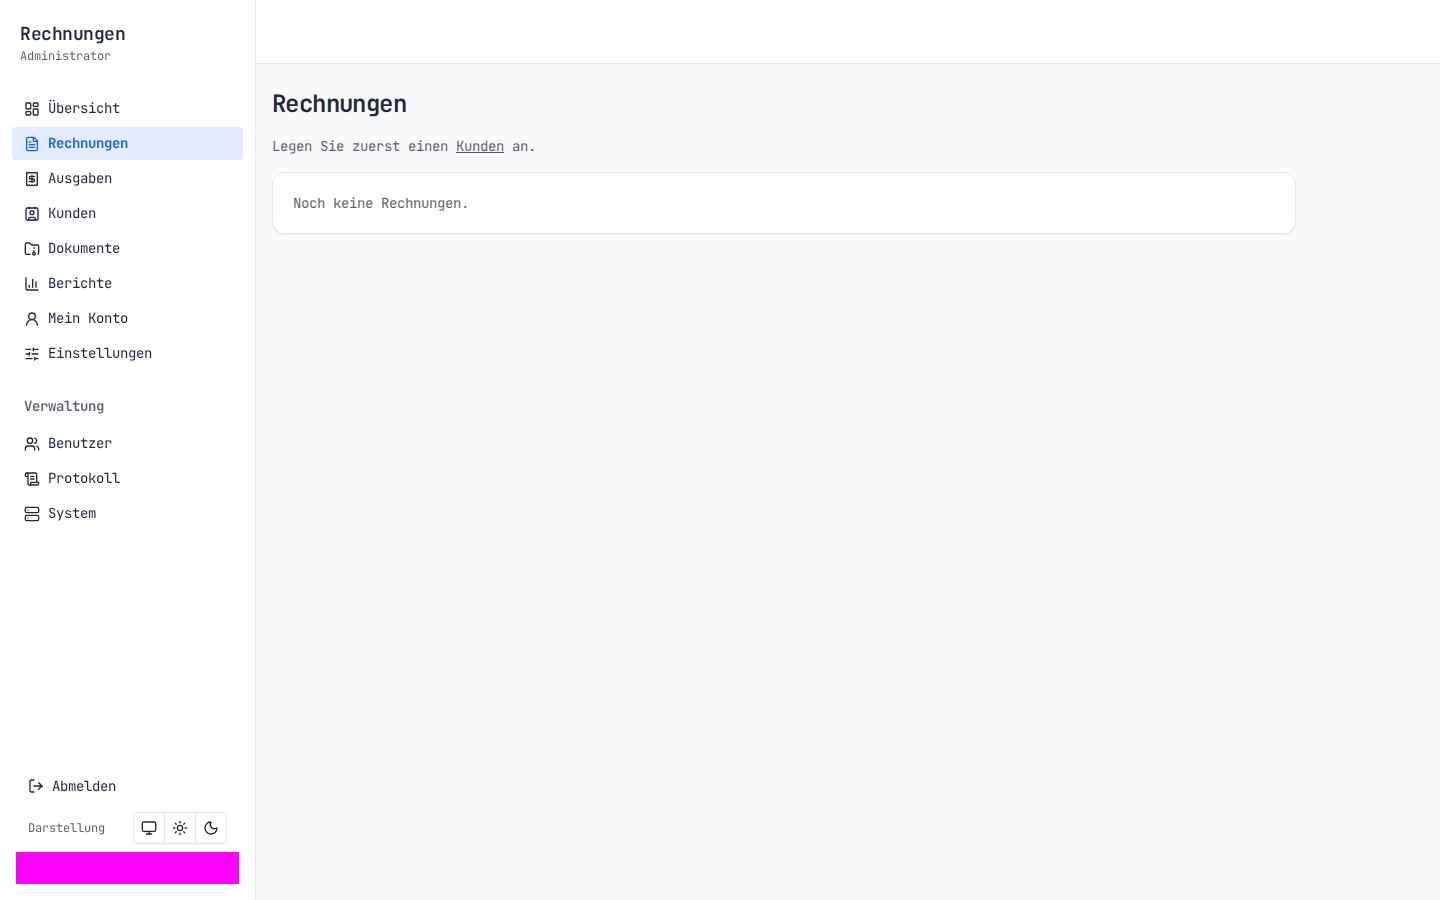 Rechnungen
Administrator
Übersicht
Rechnungen
Ausgaben
Kunden
Dokumente
Berichte
Mein Konto
Einstellungen
Verwaltung
Benutzer
Protokoll
System
Abmelden
Darstellung
Rechnungen
Legen Sie zuerst einen Kunden an.
Noch keine Rechnungen.